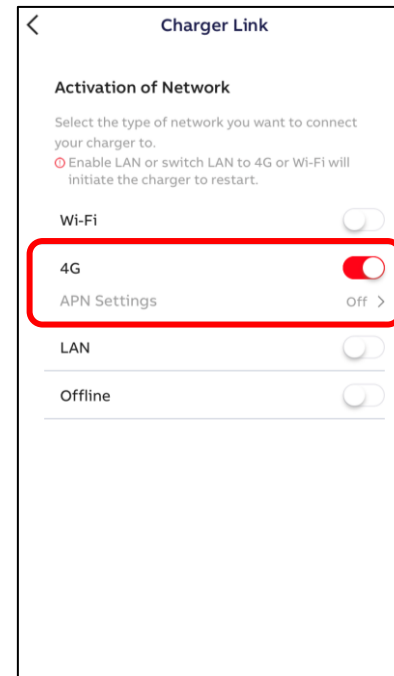 Charger Link
Activation of Network
Select the type of network you want to connect
your charger to.
Enable LAN or switch LAN to 4G or Wi-Fi will
initiate the charger to restart.
Wi-Fi
4G
APN Settings Off
LAN
Offline